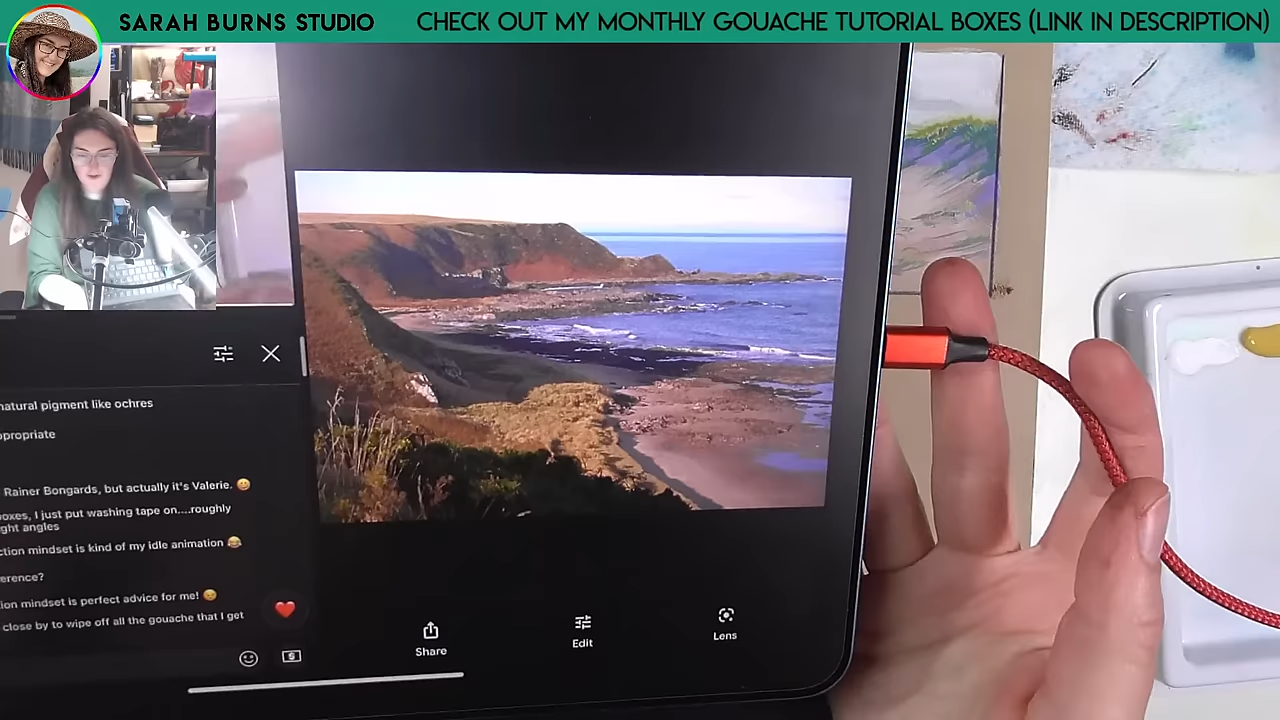 SARAH BURNS STUDIO
CHECK OUT MY MONTHLY GOUACHE TUTORIAL BOXES (LINK IN DESCRIPTION)
natural pigment like ochres
Rainer Bongards, but actually it's Valerie. 😊
oxes, I just put washing tape on....roughly
ght angles
ction mindset is kind of my idle animation 😂
erence?
ion mindset is perfect advice for me! 😉
close by to wipe off all the gouache that I get
Share
Edit
Lens